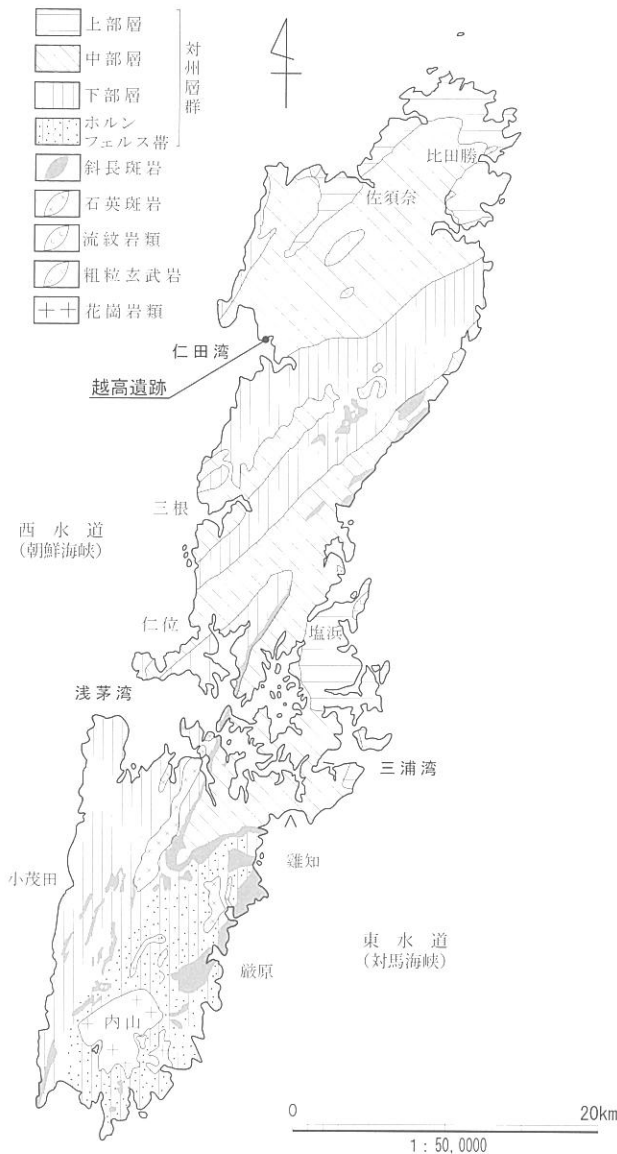 上部層
中部層
下部層
ホルン
フェルス帯
対州層群
斜長斑岩
石英斑岩
流紋岩類
粗粒玄武岩
花崗岩類
比田勝
佐須奈
仁田湾
越高遺跡
三根
西水道
(朝鮮海峡)
仁位
塩浜
浅茅湾
三浦湾
雞知
小茂田
東水道
(対馬海峡)
厳原
内山
0 20km
1:50,0000